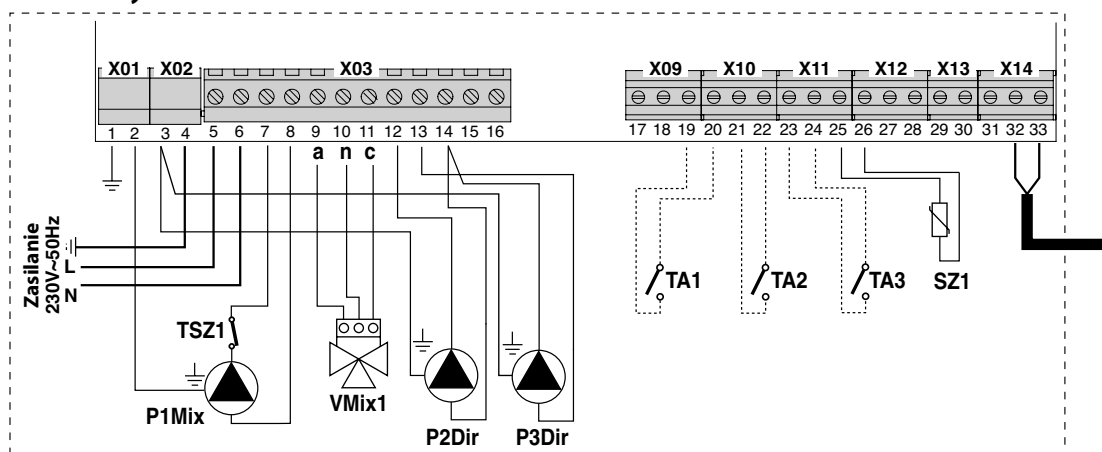 X01 X02 X03 X09 X10 X11 X12 X13 X14
1 2 3 4 5 6 7 8 9 10 11 12 13 14 15 16 17 18 19 20 21 22 23 24 25 26 27 28 29 30 31 32 33
a n c
Zasilanie
230V~50Hz
L
N
TSZ1
P1Mix
VMix1
P2Dir
P3Dir
TA1
TA2
TA3
SZ1